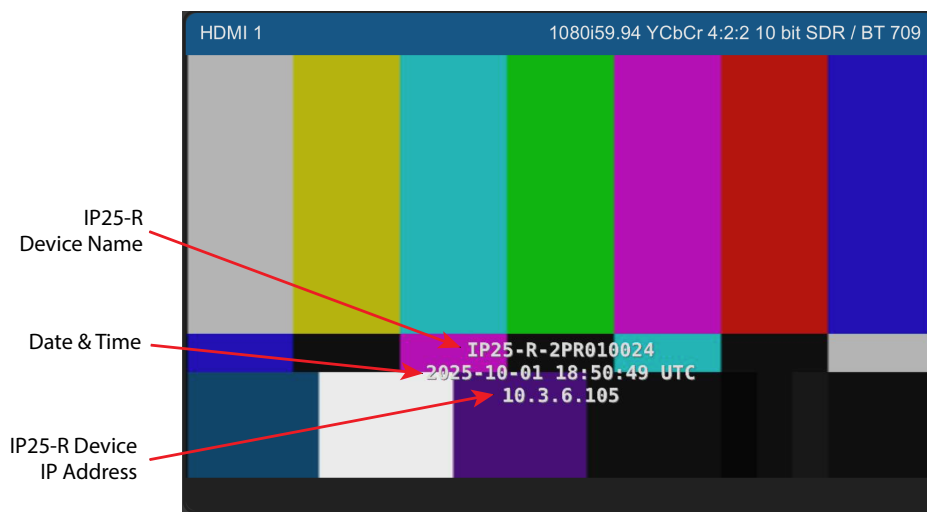 HDMI 1
1080i59.94 YCbCr 4:2:2 10 bit SDR / BT 709
IP25-R
Device Name
Date & Time
IP25-R-2PR010024
2025-10-01 18:50:49 UTC
10.3.6.105
IP25-R Device
IP Address